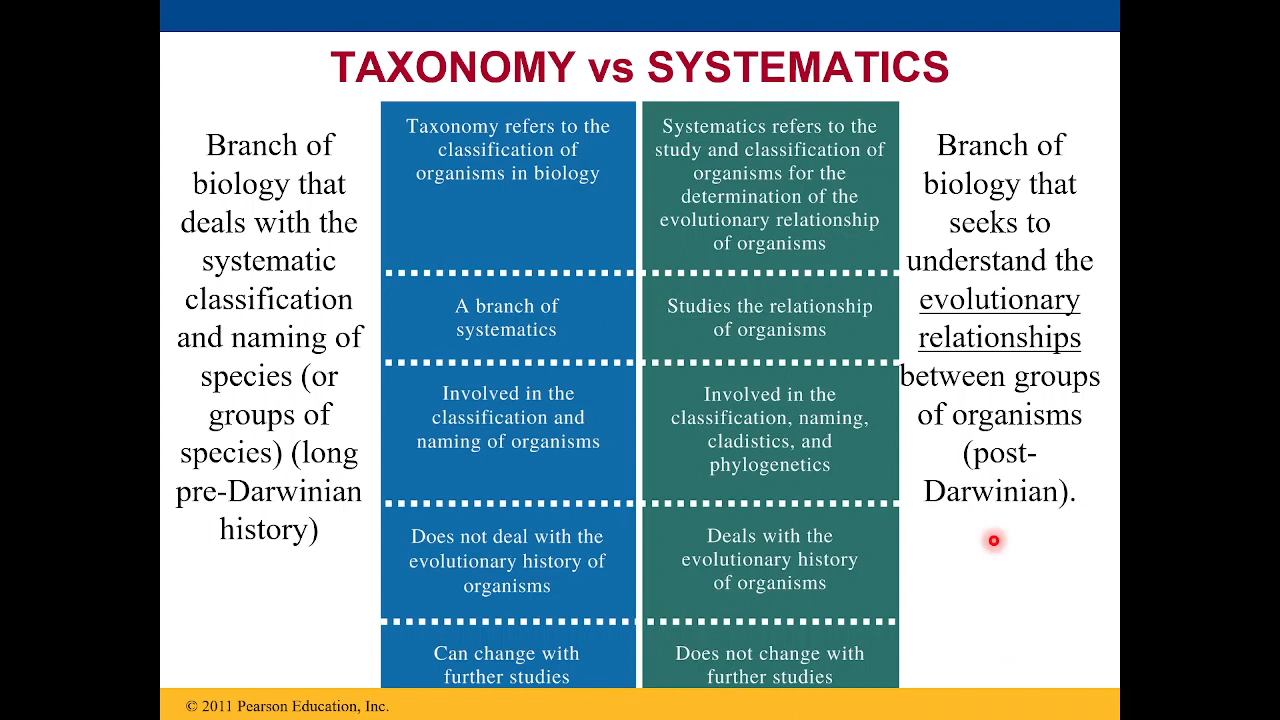 TAXONOMY vs SYSTEMATICS
Branch of
biology that
deals with the
systematic
classification
and naming of
species (or
groups of
species) (long
pre-Darwinian
history)
Taxonomy refers to the
classification of
organisms in biology
A branch of
systematics
Involved in the
classification and
naming of organisms
Does not deal with the
evolutionary history of
organisms
Can change with
further studies
Systematics refers to the
study and classification of
organisms for the
determination of the
evolutionary relationship
of organisms
Studies the relationship
of organisms
Involved in the
classification, naming,
cladistics, and
phylogenetics
Deals with the
evolutionary history
of organisms
Does not change with
further studies
Branch of
biology that
seeks to
understand the
evolutionary
relationships
between groups
of organisms
(post-
Darwinian).
© 2011 Pearson Education, Inc.